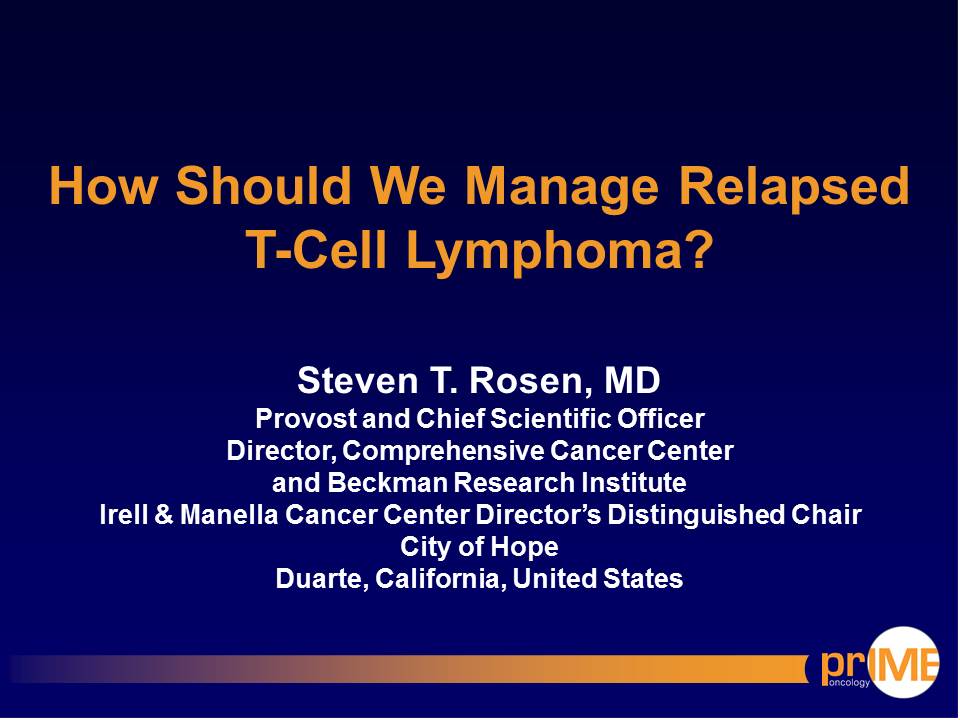 How Should We Manage Relapsed
T-Cell Lymphoma?
Steven T. Rosen, MD
Provost and Chief Scientific Officer
Director, Comprehensive Cancer Center
and Beckman Research Institute
Irell & Manella Cancer Center Director’s Distinguished Chair
City of Hope
Duarte, California, United States
prIME
oncology